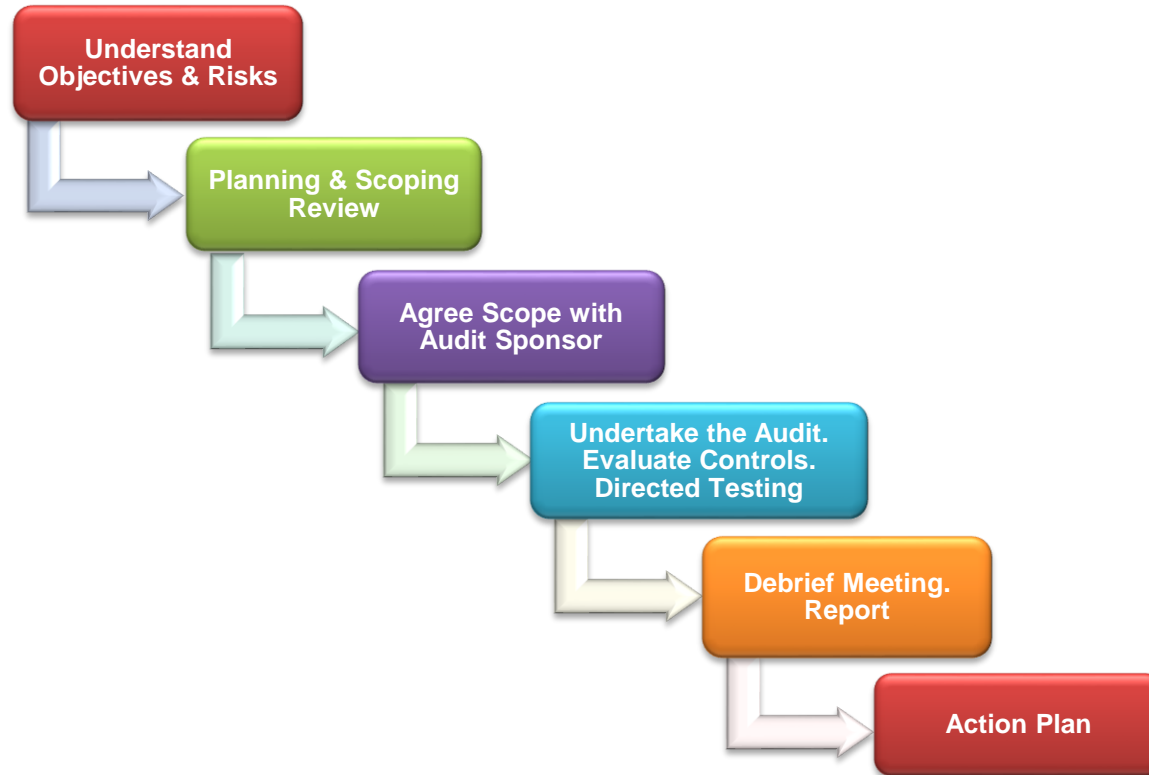 Understand
Objectives & Risks
Planning & Scoping
Review
Agree Scope with
Audit Sponsor
Undertake the Audit.
Evaluate Controls.
Directed Testing
Debrief Meeting.
Report
Action Plan